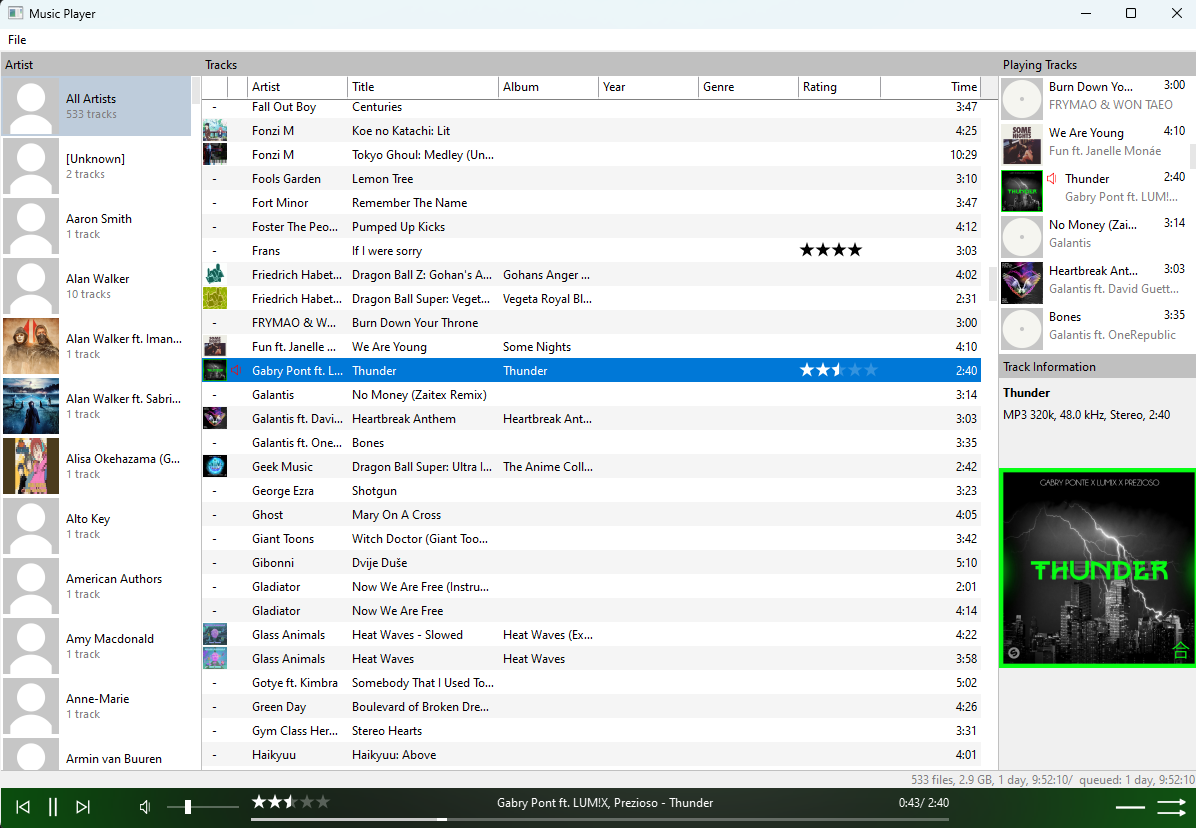 Music Player
File
Artist
All Artists
533 tracks
[Unknown]
2 tracks
Aaron Smith
1 track
Alan Walker
10 tracks
Alan Walker ft. Iman...
1 track
Alan Walker ft. Sabri...
1 track
Alisa Okehazama (G...
1 track
Alto Key
1 track
American Authors
1 track
Amy Macdonald
1 track
Anne-Marie
1 track
Armin van Buuren
Tracks
Artist Title Album Year Genre Rating Time
- Fall Out Boy Centuries 3:47
Fonzi M Koe no Katachi: Lit 4:25
Fonzi M Tokyo Ghoul: Medley (Un... 10:29
- Fools Garden Lemon Tree 3:10
- Fort Minor Remember The Name 3:47
- Foster The Peo... Pumped Up Kicks 4:12
- Frans If I were sorry ★★★★ 3:03
Friedrich Habet... Dragon Ball Z: Gohan's A... Gohans Anger ... 4:02
Friedrich Habet... Dragon Ball Super: Veget... Vegeta Royal Bl... 2:31
- FRYMAO & W... Burn Down Your Throne 3:00
Fun ft. Janelle ... We Are Young Some Nights 4:10
Gabry Pont ft. L... Thunder Thunder 2:40
- Galantis No Money (Zaitex Remix) 3:14
Galantis ft. Davi... Heartbreak Anthem Heartbreak Ant... 3:03
- Galantis ft. One... Bones 3:35
Geek Music Dragon Ball Super: Ultra I... The Anime Coll... 2:42
- George Ezra Shotgun 3:23
- Ghost Mary On A Cross 4:05
- Giant Toons Witch Doctor (Giant Too... 3:42
- Gibonni Dvije Duše 5:10
- Gladiator Now We Are Free (Instru... 2:01
- Gladiator Now We Are Free 4:14
Glass Animals Heat Waves - Slowed Heat Waves (Ex... 4:22
Glass Animals Heat Waves Heat Waves 3:58
- Gotye ft. Kimbra Somebody That I Used To... 5:02
- Green Day Boulevard of Broken Dre... 4:26
- Gym Class Her... Stereo Hearts 3:31
- Haikyuu Haikyuu: Above 4:01
Playing Tracks
Burn Down Yo... 3:00
FRYMAO & WON TAEO
SOME
NIGHTS
We Are Young 4:10
Fun ft. Janelle Monáe
THUNDER
Thunder 2:40
Gabry Pont ft. LUM!...
No Money (Zai... 3:14
Galantis
Heartbreak Ant... 3:03
Galantis ft. David Guett...
Bones 3:35
Galantis ft. OneRepublic
Track Information
Thunder
MP3 320k, 48.0 kHz, Stereo, 2:40
GABRY PONTE X LUM!X X PREZIOSO
THUNDER
533 files, 2.9 GB, 1 day, 9:52:10/ queued: 1 day, 9:52:10
Gabry Pont ft. LUM!X, Prezioso - Thunder
0:43/ 2:40